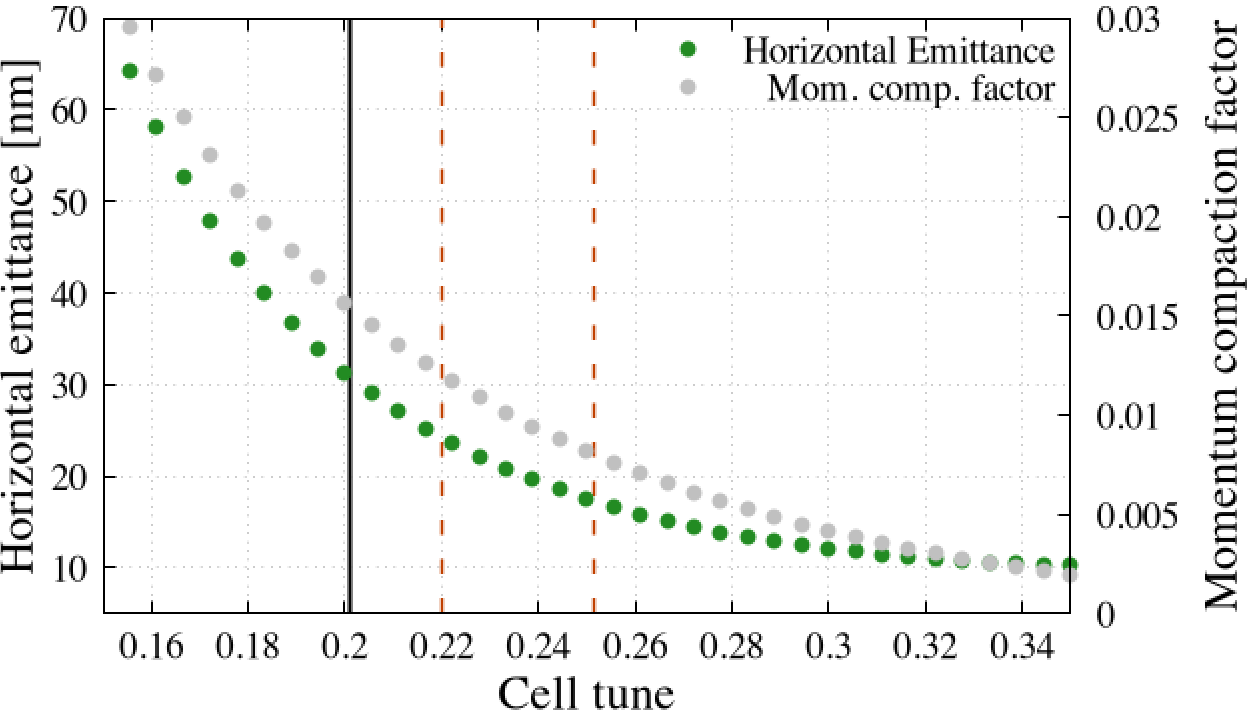 Horizontal emittance [nm]
70
60
50
40
30
20
10
Horizontal Emittance
Mom. comp. factor
0.03
0.025
0.02
0.015
0.01
0.005
0
Momentum compaction factor
0.16 0.18 0.2 0.22 0.24 0.26 0.28 0.3 0.32 0.34
Cell tune